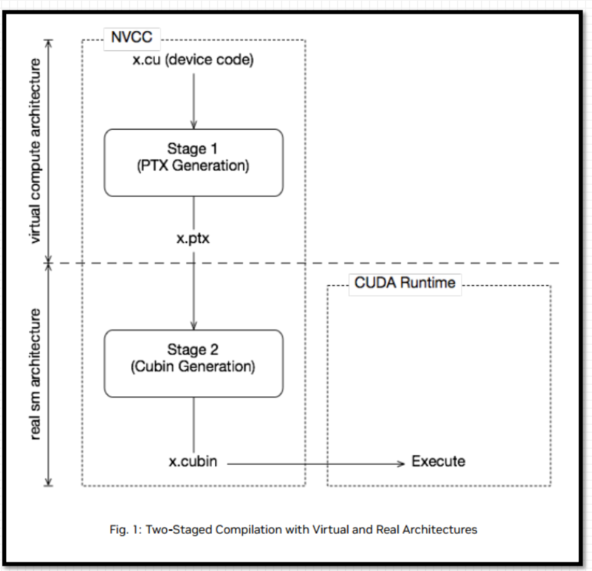 NVCC
x.cu (device code)
virtual compute architecture
Stage 1
(PTX Generation)
x.ptx
CUDA Runtime
real sm architecture
Stage 2
(Cubin Generation)
x.cubin
Execute
Fig. 1: Two-Staged Compilation with Virtual and Real Architectures